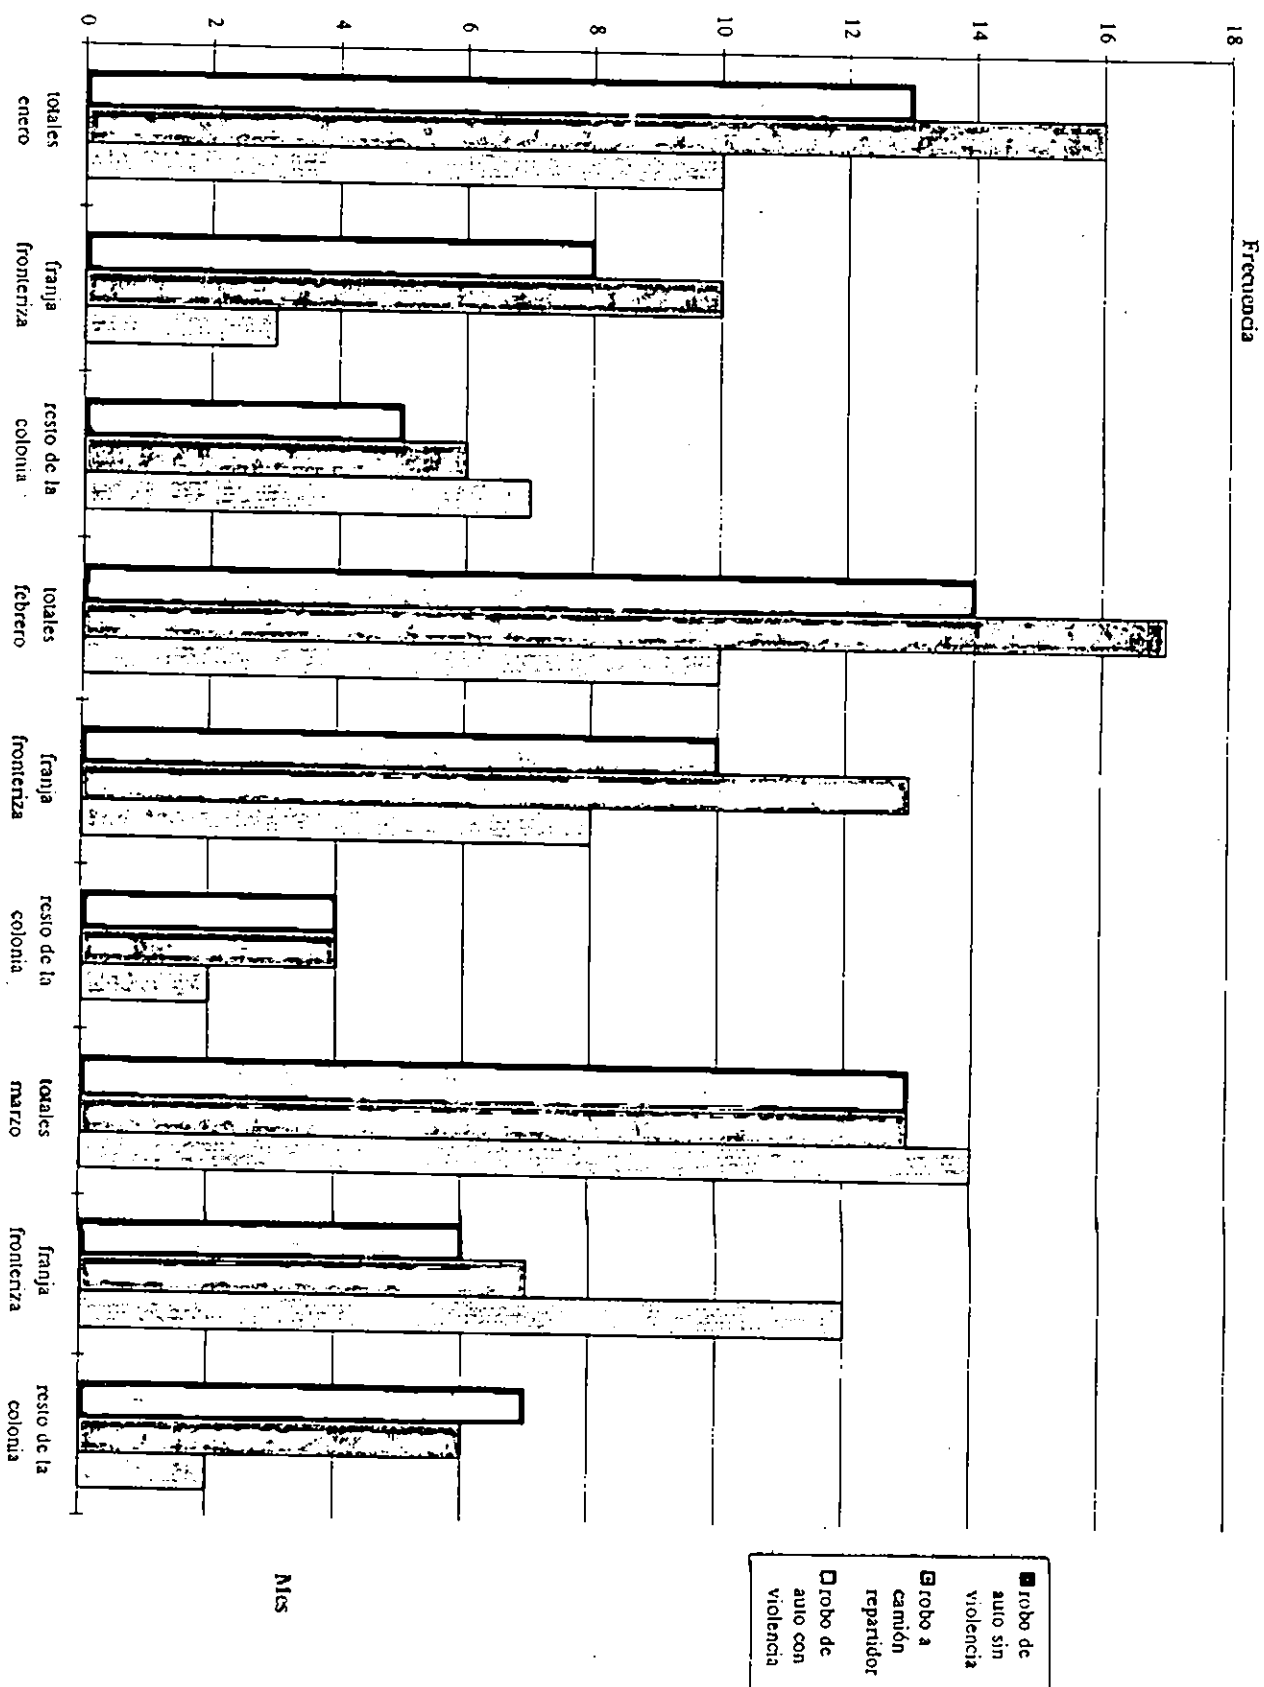 Frecuencia
18
16
14
12
10
8
6
4
2
0
totales
enero
franja
fronteriza
resto de la
colonia
totales
febrero
franja
fronteriza
resto de la
colonia
totales
marzo
franja
fronteriza
resto de la
colonia
Mes
robo de
auto sin
violencia
robo a
camión
repartidor
robo de
auto con
violencia